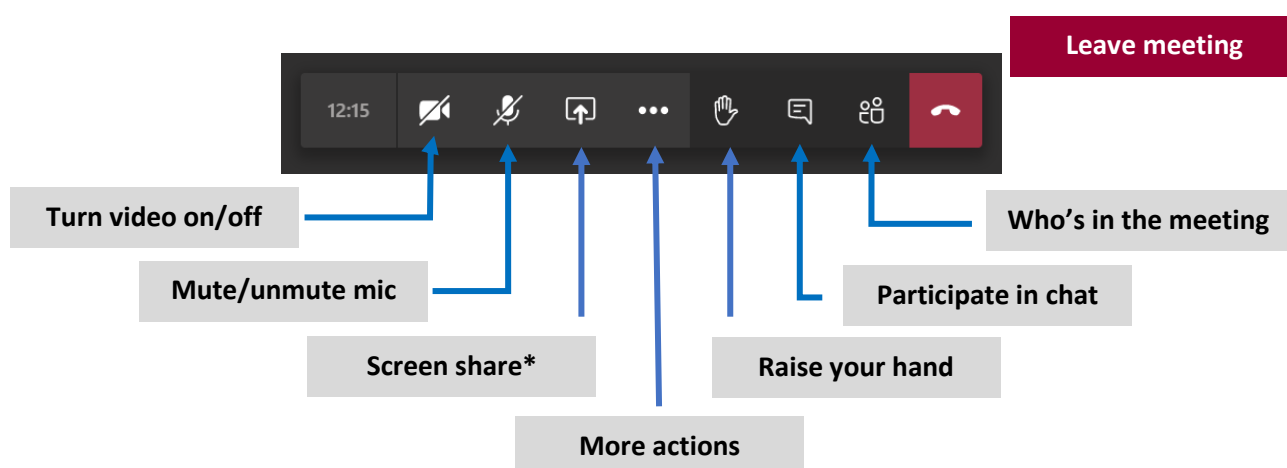 Leave meeting
12:15
Turn video on/off
Who’s in the meeting
Mute/unmute mic
Participate in chat
Screen share*
Raise your hand
More actions